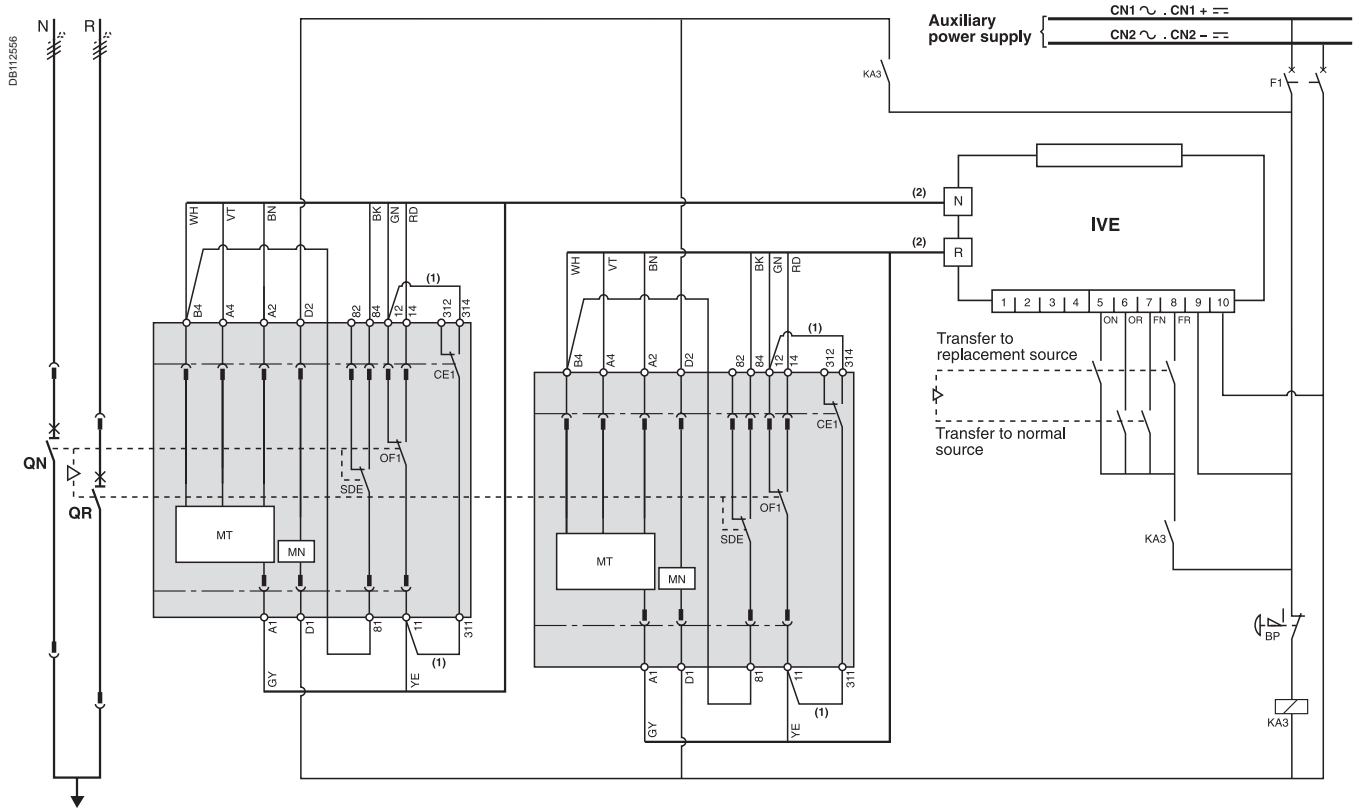 DB112556
N
R
Auxiliary
power supply
CN1 ∿ . CN1 + ⎓
CN2 ∿ . CN2 – ⎓
KA3
F1
(2)
N
(2)
R
IVE
1 2 3 4 5 6 7 8 9 10
ON OR FN FR
WH VT BN BK GN RD
(1)
B4 A4 A2 D2 82 84 12 14 312 314
CE1
WH VT BN BK GN RD
(1)
B4 A4 A2 D2 82 84 12 14 312 314
CE1
Transfer to
replacement source
Transfer to normal
source
QN
QR
OF1
SDE
MT
MN
OF1
SDE
MT
MN
KA3
BP
KA3
A1 D1 81 11 311
(1)
GY YE
A1 D1 81 11 311
(1)
GY YE